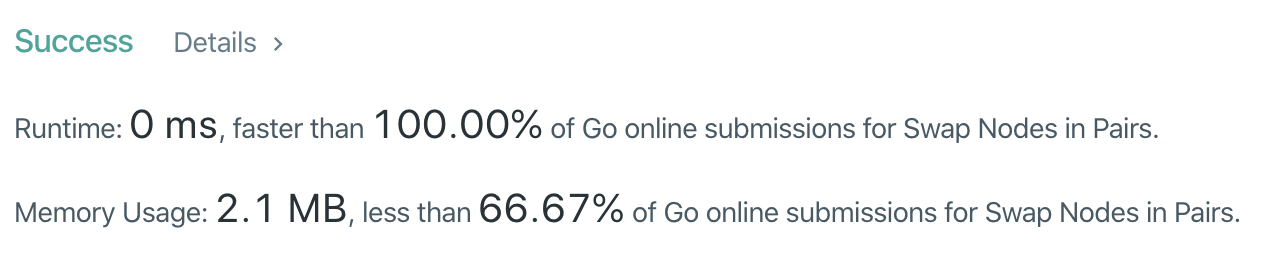 Success Details >
Runtime: 0 ms, faster than 100.00% of Go online submissions for Swap Nodes in Pairs.
Memory Usage: 2.1 MB, less than 66.67% of Go online submissions for Swap Nodes in Pairs.